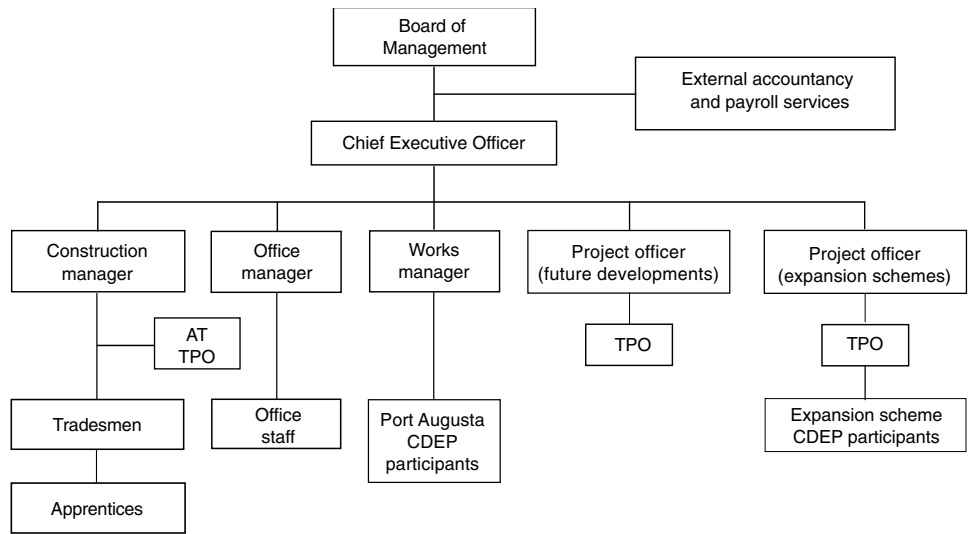 Board of
Management
External accountancy
and payroll services
Chief Executive Officer
Construction
manager
Office
manager
Works
manager
Project officer
(future developments)
Project officer
(expansion schemes)
AT
TPO
TPO
TPO
Tradesmen
Office
staff
Port Augusta
CDEP
participants
Expansion scheme
CDEP participants
Apprentices